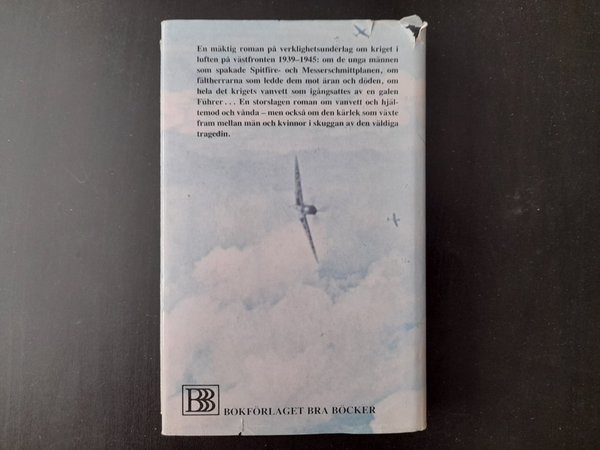 En mäktig roman på verklighetsunderlag om kriget i
luften på västfronten 1939–1945: om de unga männen
som spakade Spitfire- och Messerschmittplanen, om
fältherrarna som ledde dem mot äran och döden, om
hela det krigets vanvett som igångsattes av en galen
Führer... En storslagen roman om vanvett och hjäl-
temod och vånda – men också om den kärlek som växte
fram mellan män och kvinnor i skuggan av den väldiga
tragedin.
BBB BOKFÖRLAGET BRA BÖCKER